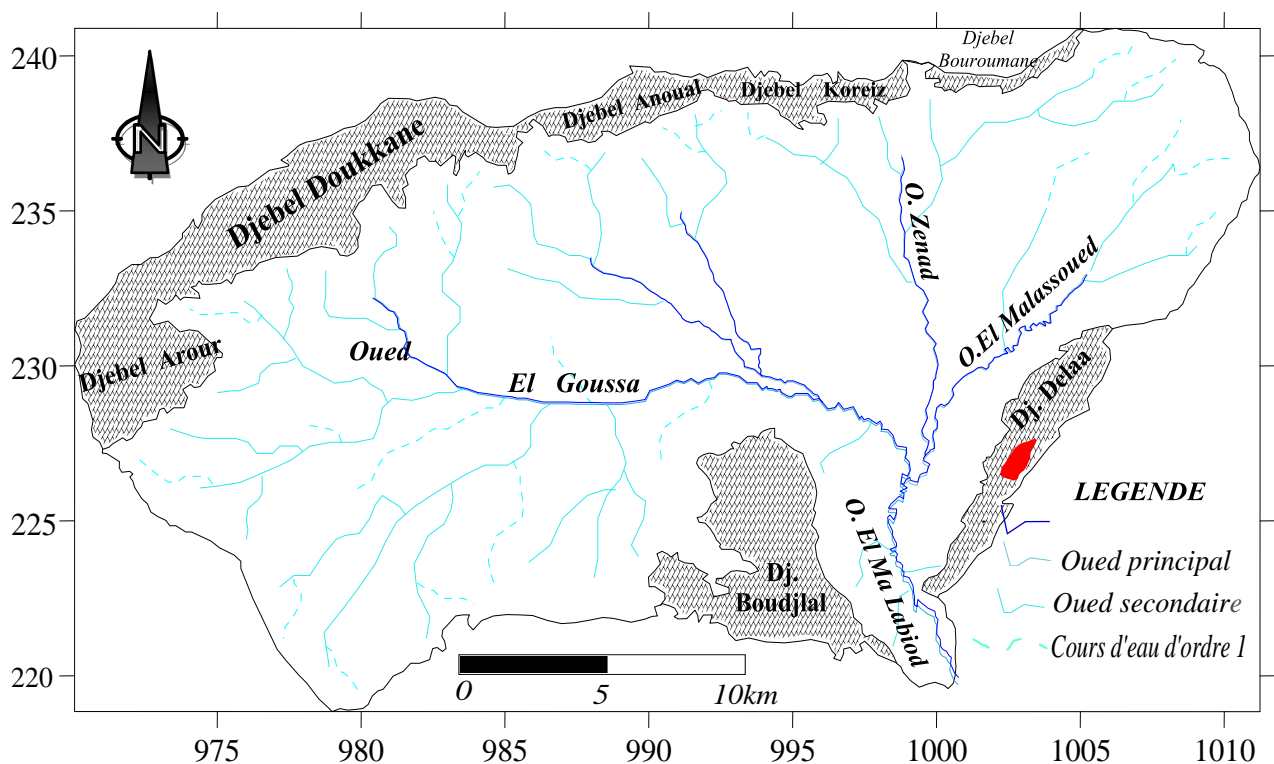 240
235
230
225
220
N
Djebel
Bouroumane
Djebel Anoual
Djebel Koreiz
Djebel Doukkane
O. Zenad
O.El Malassoued
Djebel Arour
Oued
El Goussa
Dj. Delaa
LEGENDE
O. El Ma Labiod
Oued principal
Dj.
Boudjlal
Oued secondaire
Cours d'eau d'ordre 1
0 5 10km
975 980 985 990 995 1000 1005 1010